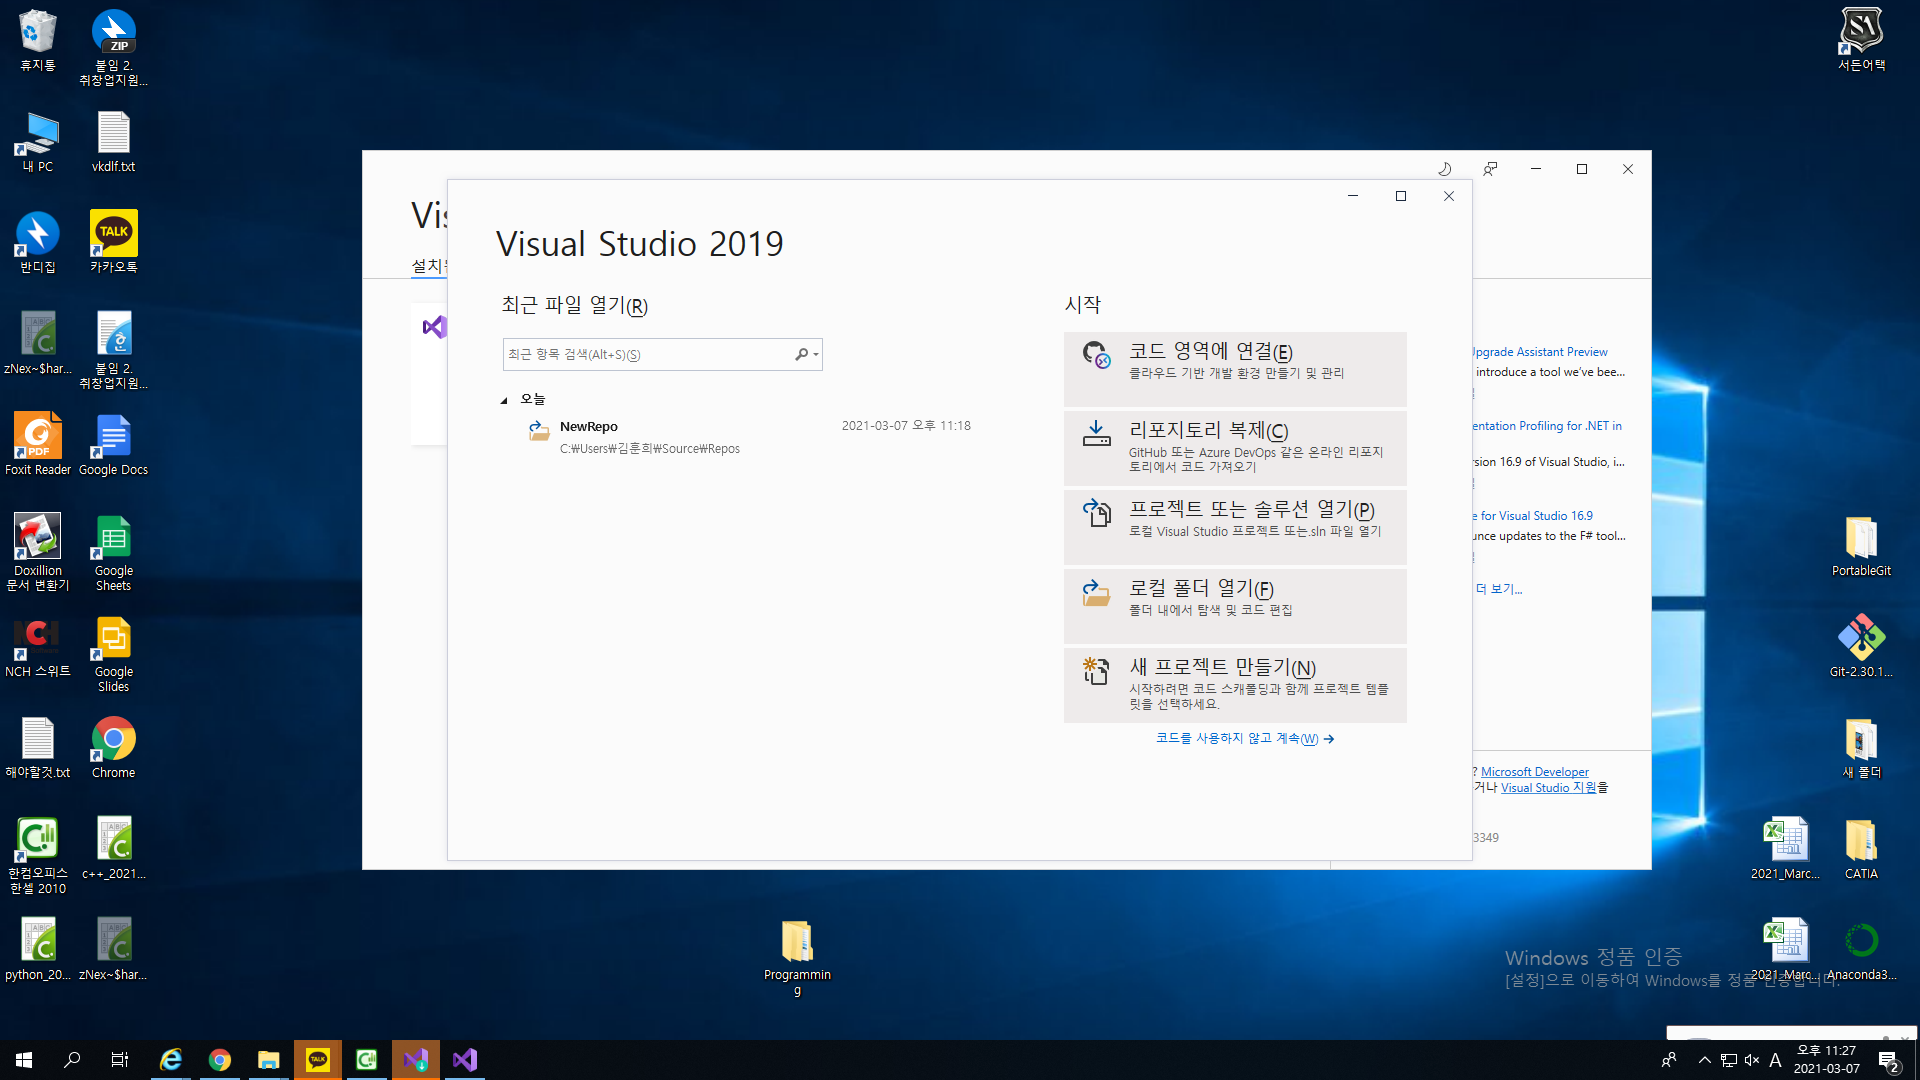 휴지통
붙임 2.
취창업지원...
내 PC
vkdlf.txt
반디집
TALK
카카오톡
zNex~$har...
붙임 2.
취창업지원...
PDF
Foxit Reader
Google Docs
Doxillion
문서 변환기
Google
Sheets
NCH
NCH 스위트
Google
Slides
해야할것.txt
Chrome
한컴오피스
한셀 2010
c++_2021...
python_20...
zNex~$har...
ZIP
SA
서든어택
PortableGit
Git-2.30.1...
새 폴더
2021_Marc...
CATIA
2021_Marc...
Anaconda3...
Programmin
g
Vis
설치
Visual Studio 2019
최근 파일 열기(R)
최근 항목 검색(Alt+S)(S)
오늘
NewRepo
2021-03-07 오후 11:18
C:₩Users₩김훈희₩Source₩Repos
시작
코드 영역에 연결(E)
클라우드 기반 개발 환경 만들기 및 관리
리포지토리 복제(C)
GitHub 또는 Azure DevOps 같은 온라인 리포지
토리에서 코드 가져오기
프로젝트 또는 솔루션 열기(P)
로컬 Visual Studio 프로젝트 또는.sln 파일 열기
로컬 폴더 열기(F)
폴더 내에서 탐색 및 코드 편집
새 프로젝트 만들기(N)
시작하려면 코드 스캐폴딩과 함께 프로젝트 템플
릿을 선택하세요.
코드를 사용하지 않고 계속(W) →
Upgrade Assistant Preview
introduce a tool we've bee...
entation Profiling for .NET in
rsion 16.9 of Visual Studio, i...
e for Visual Studio 16.9
unce updates to the F# tool...
더 보기...
? Microsoft Developer
거나 Visual Studio 지원을
3349
Windows 정품 인증
[설정]으로 이동하여 Windows를 정품 인증합니다.
TALK
A
오후 11:27
2021-03-07
2